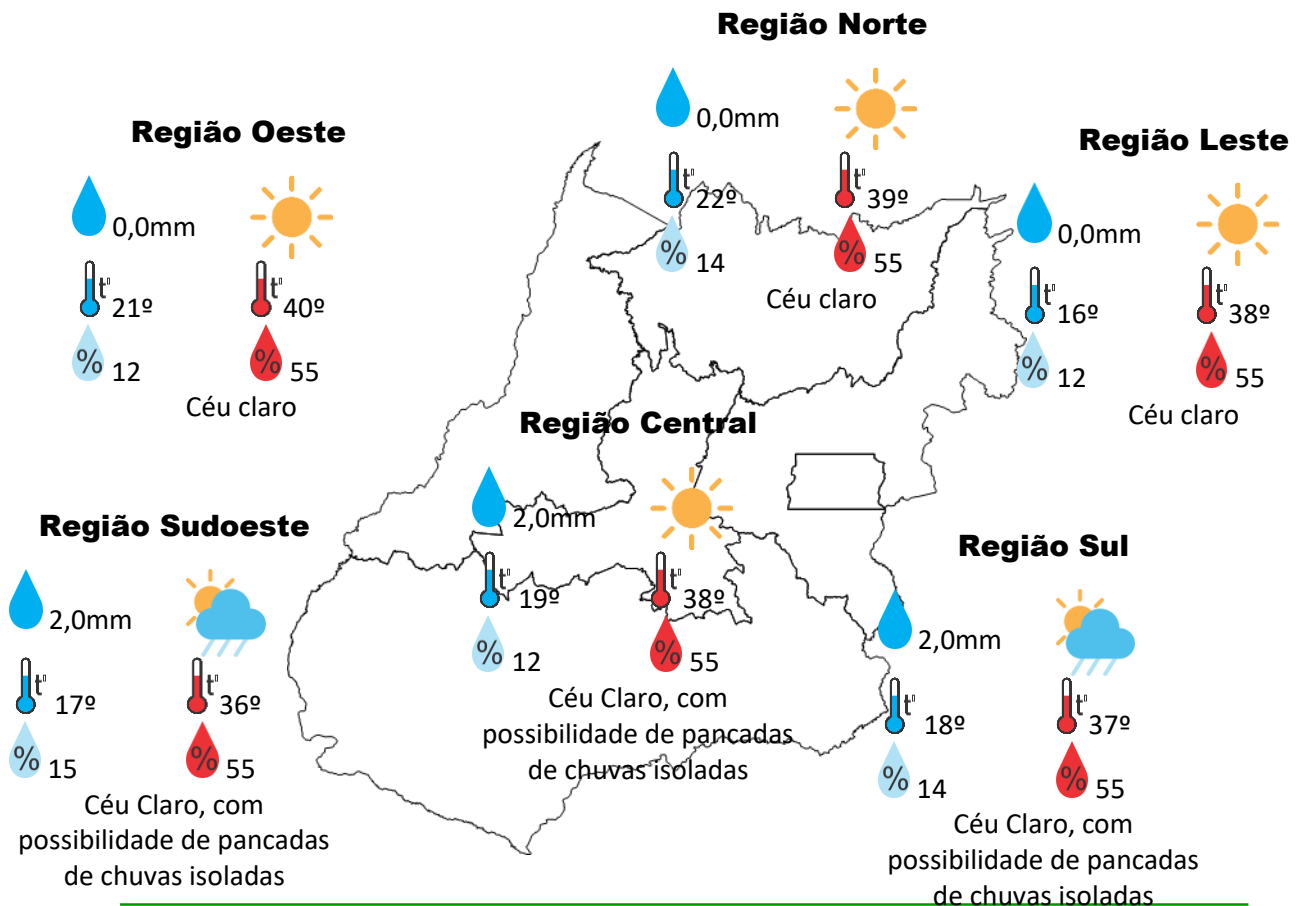 Região Norte
0,0mm
t°
22º
39º
% 14
% 55
Céu claro
Região Oeste
0,0mm
t°
21º
40º
% 12
% 55
Céu claro
Região Leste
0,0mm
t°
16º
t°
38º
% 12
% 55
Céu claro
Região Central
2,0mm
t°
19º
t°
38º
% 12
% 55
Céu Claro, com
possibilidade de pancadas
de chuvas isoladas
Região Sudoeste
2,0mm
t°
17º
t°
36º
% 15
% 55
Céu Claro, com
possibilidade de pancadas
de chuvas isoladas
Região Sul
2,0mm
t°
18º
t°
37º
% 14
% 55
Céu Claro, com
possibilidade de pancadas
de chuvas isoladas